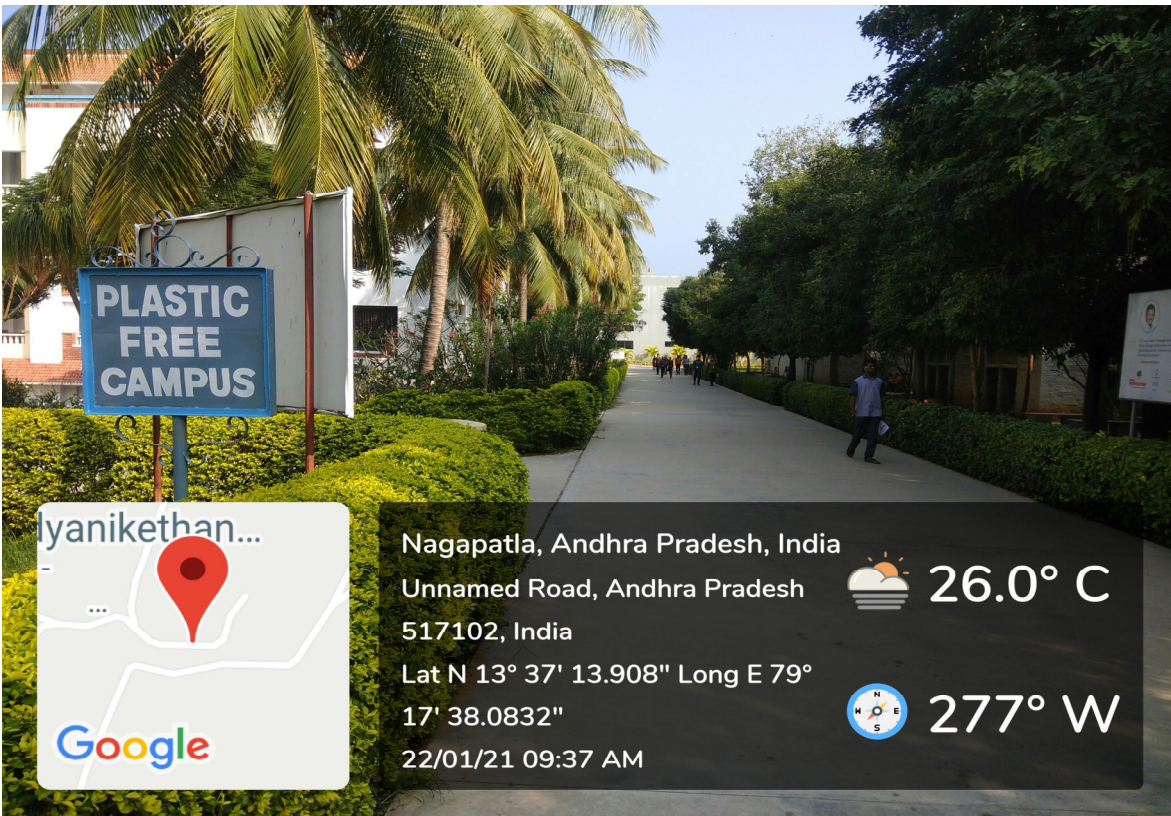 PLASTIC
FREE
CAMPUS
lyanikethan...
...
Google
Nagapatla, Andhra Pradesh, India
Unnamed Road, Andhra Pradesh
517102, India
Lat N 13° 37' 13.908" Long E 79°
17' 38.0832"
22/01/21 09:37 AM
26.0° C
N
W E
S
277° W